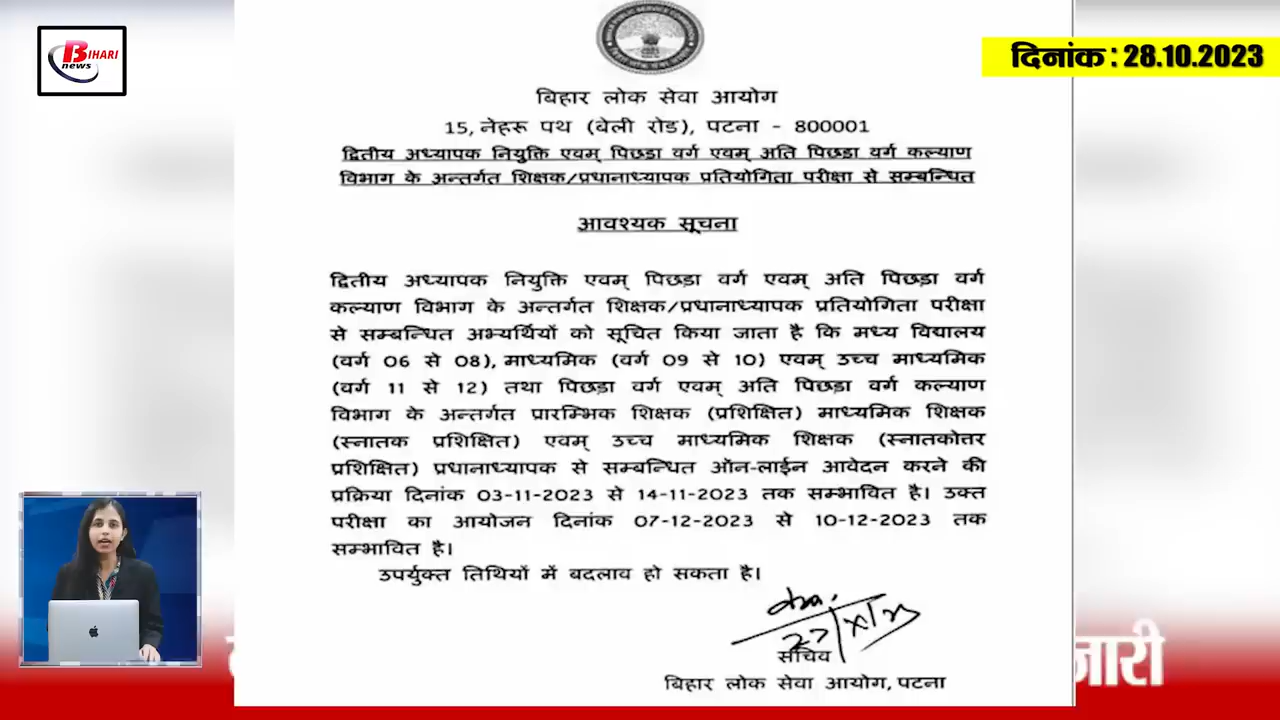 BIHARI
news
दिनांक : 28.10.2023
बिहार लोक सेवा आयोग
15, नेहरू पथ (बेली रोड), पटना - 800001
द्वितीय अध्यापक नियुक्ति एवम् पिछड़ा वर्ग एवम् अति पिछड़ा वर्ग कल्याण
विभाग के अन्तर्गत शिक्षक/प्रधानाध्यापक प्रतियोगिता परीक्षा से सम्बन्धित
आवश्यक सूचना
द्वितीय अध्यापक नियुक्ति एवम् पिछड़ा वर्ग एवम् अति पिछड़ा वर्ग
कल्याण विभाग के अन्तर्गत शिक्षक/प्रधानाध्यापक प्रतियोगिता परीक्षा
से सम्बन्धित अभ्यर्थियों को सूचित किया जाता है कि मध्य विद्यालय
(वर्ग 06 से 08), माध्यमिक (वर्ग 09 से 10) एवम् उच्च माध्यमिक
(वर्ग 11 से 12) तथा पिछड़ा वर्ग एवम् अति पिछड़ा वर्ग कल्याण
विभाग के अन्तर्गत प्रारम्भिक शिक्षक (प्रशिक्षित) माध्यमिक शिक्षक
(स्नातक प्रशिक्षित) एवम् उच्च माध्यमिक शिक्षक (स्नातकोत्तर
प्रशिक्षित) प्रधानाध्यापक से सम्बन्धित ऑन-लाईन आवेदन करने की
प्रक्रिया दिनांक 03-11-2023 से 14-11-2023 तक सम्भावित है। उक्त
परीक्षा का आयोजन दिनांक 07-12-2023 से 10-12-2023 तक
सम्भावित है।
उपर्युक्त तिथियों में बदलाव हो सकता है।
27/X/23
सचिव
बिहार लोक सेवा आयोग, पटना
जारी